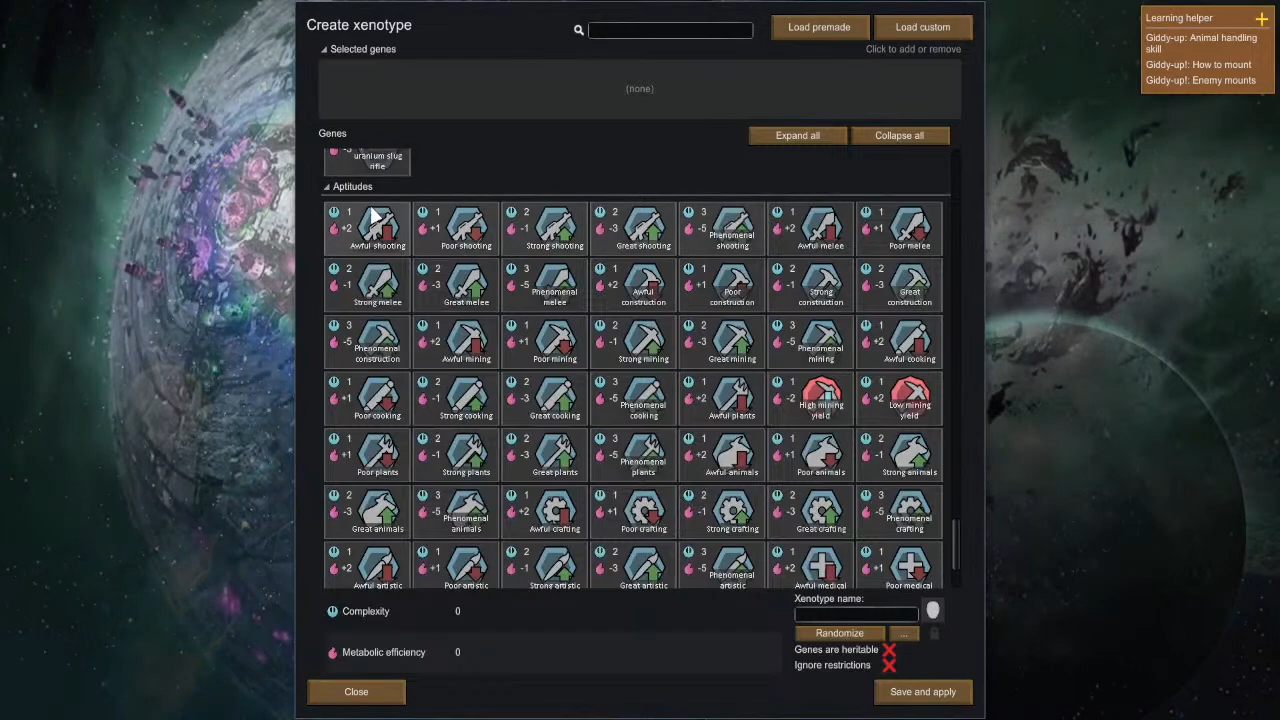 Create xenotype
Load premade
Load custom
Selected genes
Click to add or remove
(none)
Genes
Expand all
Collapse all
-3
uranium slug
rifle
Aptitudes
1 +2 Awful shooting
1 +1 Poor shooting
2 -1 Strong shooting
2 -3 Great shooting
3 -5 Phenomenal shooting
1 +2 Awful melee
1 +1 Poor melee
2 -1 Strong melee
2 -3 Great melee
3 -5 Phenomenal melee
1 +2 Awful construction
1 +1 Poor construction
2 -1 Strong construction
2 -3 Great construction
3 -5 Phenomenal construction
1 +2 Awful mining
1 +1 Poor mining
2 -1 Strong mining
2 -3 Great mining
3 -5 Phenomenal mining
1 +2 Awful cooking
1 +1 Poor cooking
2 -1 Strong cooking
2 -3 Great cooking
3 -5 Phenomenal cooking
1 +2 Awful plants
1 -2 High mining yield
1 +2 Low mining yield
1 +1 Poor plants
2 -1 Strong plants
2 -3 Great plants
3 -5 Phenomenal plants
1 +2 Awful animals
1 +1 Poor animals
2 -1 Strong animals
2 -3 Great animals
3 -5 Phenomenal animals
1 +2 Awful crafting
1 +1 Poor crafting
2 -1 Strong crafting
2 -3 Great crafting
3 -5 Phenomenal crafting
1 +2 Awful artistic
1 +1 Poor artistic
2 -1 Strong artistic
2 -3 Great artistic
3 -5 Phenomenal artistic
1 +2 Awful medical
1 +1 Poor medical
Complexity 0
Metabolic efficiency 0
Xenotype name:
Randomize
...
Genes are heritable
Ignore restrictions
Close
Save and apply
Learning helper
Giddy-up: Animal handling
skill
Giddy-up!: How to mount
Giddy-up!: Enemy mounts